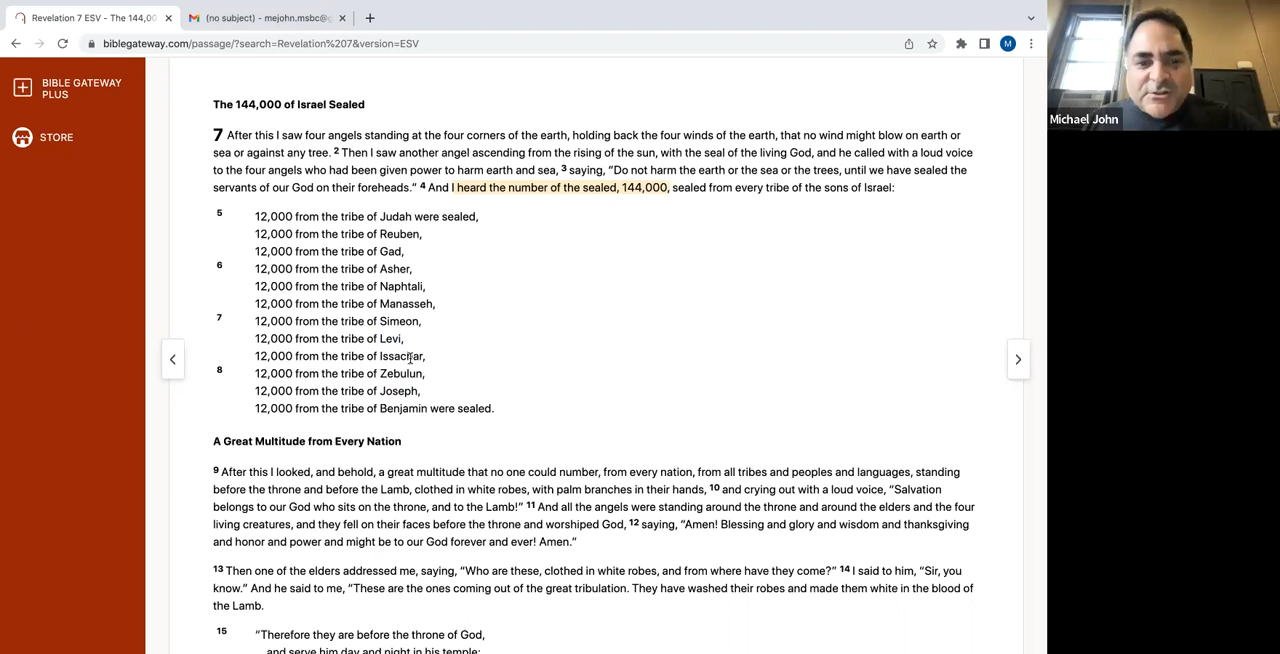 Revelation 7 ESV - The 144,00
(no subject) - mejohn.msbc@g
biblegateway.com/passage/?search=Revelation%207&version=ESV
M
BIBLE GATEWAY
PLUS
STORE
The 144,000 of Israel Sealed
7 After this I saw four angels standing at the four corners of the earth, holding back the four winds of the earth, that no wind might blow on earth or
sea or against any tree. 2 Then I saw another angel ascending from the rising of the sun, with the seal of the living God, and he called with a loud voice
to the four angels who had been given power to harm earth and sea, 3 saying, “Do not harm the earth or the sea or the trees, until we have sealed the
servants of our God on their foreheads.” 4 And I heard the number of the sealed, 144,000, sealed from every tribe of the sons of Israel:
5 12,000 from the tribe of Judah were sealed,
12,000 from the tribe of Reuben,
12,000 from the tribe of Gad,
6 12,000 from the tribe of Asher,
12,000 from the tribe of Naphtali,
12,000 from the tribe of Manasseh,
7 12,000 from the tribe of Simeon,
12,000 from the tribe of Levi,
12,000 from the tribe of Issachar,
8 12,000 from the tribe of Zebulun,
12,000 from the tribe of Joseph,
12,000 from the tribe of Benjamin were sealed.
A Great Multitude from Every Nation
9 After this I looked, and behold, a great multitude that no one could number, from every nation, from all tribes and peoples and languages, standing
before the throne and before the Lamb, clothed in white robes, with palm branches in their hands, 10 and crying out with a loud voice, “Salvation
belongs to our God who sits on the throne, and to the Lamb!” 11 And all the angels were standing around the throne and around the elders and the four
living creatures, and they fell on their faces before the throne and worshiped God, 12 saying, “Amen! Blessing and glory and wisdom and thanksgiving
and honor and power and might be to our God forever and ever! Amen.”
13 Then one of the elders addressed me, saying, “Who are these, clothed in white robes, and from where have they come?” 14 I said to him, “Sir, you
know.” And he said to me, “These are the ones coming out of the great tribulation. They have washed their robes and made them white in the blood of
the Lamb.
15 “Therefore they are before the throne of God,
and serve him day and night in his temple;
Michael John